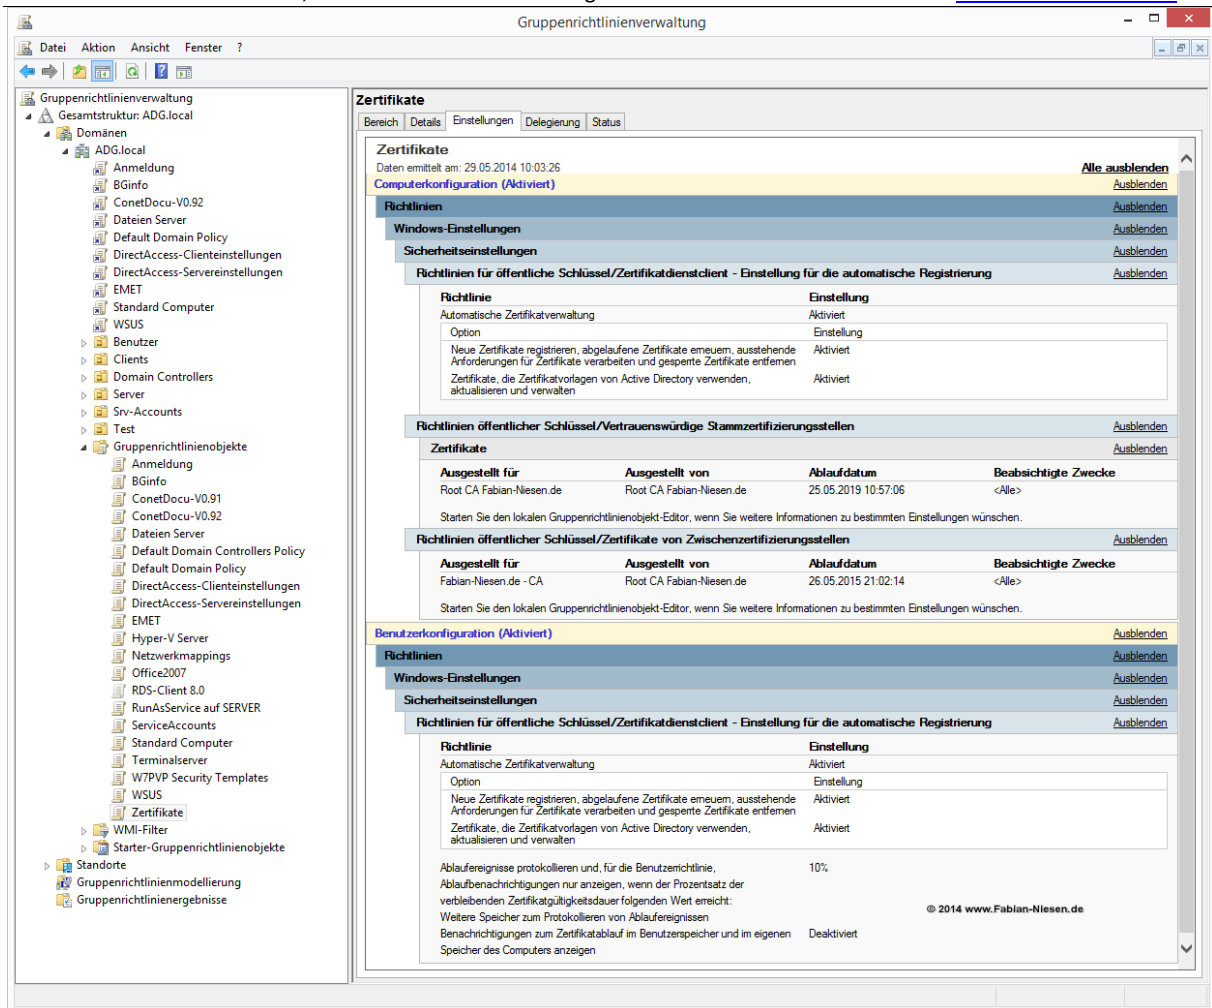 Gruppenrichtlinienverwaltung
Datei Aktion Ansicht Fenster ?
Gruppenrichtlinienverwaltung
Gesamtstruktur: ADG.local
Domänen
ADG.local
Anmeldung
BGinfo
ConetDocu-V0.92
Dateien Server
Default Domain Policy
DirectAccess-Clienteinstellungen
DirectAccess-Servereinstellungen
EMET
Standard Computer
WSUS
Benutzer
Clients
Domain Controllers
Server
Srv-Accounts
Test
Gruppenrichtlinienobjekte
Anmeldung
BGinfo
ConetDocu-V0.91
ConetDocu-V0.92
Dateien Server
Default Domain Controllers Policy
Default Domain Policy
DirectAccess-Clienteinstellungen
DirectAccess-Servereinstellungen
EMET
Hyper-V Server
Netzwerkmappings
Office2007
RDS-Client 8.0
RunAsService auf SERVER
ServiceAccounts
Standard Computer
Terminalserver
W7PVP Security Templates
WSUS
Zertifikate
WMI-Filter
Starter-Gruppenrichtlinienobjekte
Standorte
Gruppenrichtlinienmodellierung
Gruppenrichtlinienergebnisse
Zertifikate
Bereich Details Einstellungen Delegierung Status
Zertifikate
Daten ermittelt am: 29.05.2014 10:03:26 Alle ausblenden
Computerkonfiguration (Aktiviert) Ausblenden
Richtlinien Ausblenden
Windows-Einstellungen Ausblenden
Sicherheitseinstellungen Ausblenden
Richtlinien für öffentliche Schlüssel/Zertifikatdienstclient - Einstellung für die automatische Registrierung Ausblenden
Richtlinie Einstellung
Automatische Zertifikatverwaltung Aktiviert
Option Einstellung
Neue Zertifikate registrieren, abgelaufene Zertifikate erneuern, ausstehende Aktiviert
Anforderungen für Zertifikate verarbeiten und gesperrte Zertifikate entfernen
Zertifikate, die Zertifikatvorlagen von Active Directory verwenden, Aktiviert
aktualisieren und verwalten
Richtlinien öffentlicher Schlüssel/Vertrauenswürdige Stammzertifizierungsstellen Ausblenden
Zertifikate Ausblenden
Ausgestellt für Ausgestellt von Ablaufdatum Beabsichtigte Zwecke
Root CA Fabian-Niesen.de Root CA Fabian-Niesen.de 25.05.2019 10:57:06 <Alle>
Starten Sie den lokalen Gruppenrichtlinienobjekt-Editor, wenn Sie weitere Informationen zu bestimmten Einstellungen wünschen.
Richtlinien öffentlicher Schlüssel/Zertifikate von Zwischenzertifizierungsstellen Ausblenden
Ausgestellt für Ausgestellt von Ablaufdatum Beabsichtigte Zwecke
Fabian-Niesen.de - CA Root CA Fabian-Niesen.de 26.05.2015 21:02:14 <Alle>
Starten Sie den lokalen Gruppenrichtlinienobjekt-Editor, wenn Sie weitere Informationen zu bestimmten Einstellungen wünschen.
Benutzerkonfiguration (Aktiviert) Ausblenden
Richtlinien Ausblenden
Windows-Einstellungen Ausblenden
Sicherheitseinstellungen Ausblenden
Richtlinien für öffentliche Schlüssel/Zertifikatdienstclient - Einstellung für die automatische Registrierung Ausblenden
Richtlinie Einstellung
Automatische Zertifikatverwaltung Aktiviert
Option Einstellung
Neue Zertifikate registrieren, abgelaufene Zertifikate erneuern, ausstehende Aktiviert
Anforderungen für Zertifikate verarbeiten und gesperrte Zertifikate entfernen
Zertifikate, die Zertifikatvorlagen von Active Directory verwenden, Aktiviert
aktualisieren und verwalten
Ablaufereignisse protokollieren und, für die Benutzerrichtlinie, 10%
Ablaufbenachrichtigungen nur anzeigen, wenn der Prozentsatz der
verbleibenden Zertifikatgültigkeitsdauer folgenden Wert erreicht:
Weitere Speicher zum Protokollieren von Ablaufereignissen
Benachrichtigungen zum Zertifikatablauf im Benutzerspeicher und im eigenen Deaktiviert
Speicher des Computers anzeigen
© 2014 www.Fabian-Niesen.de